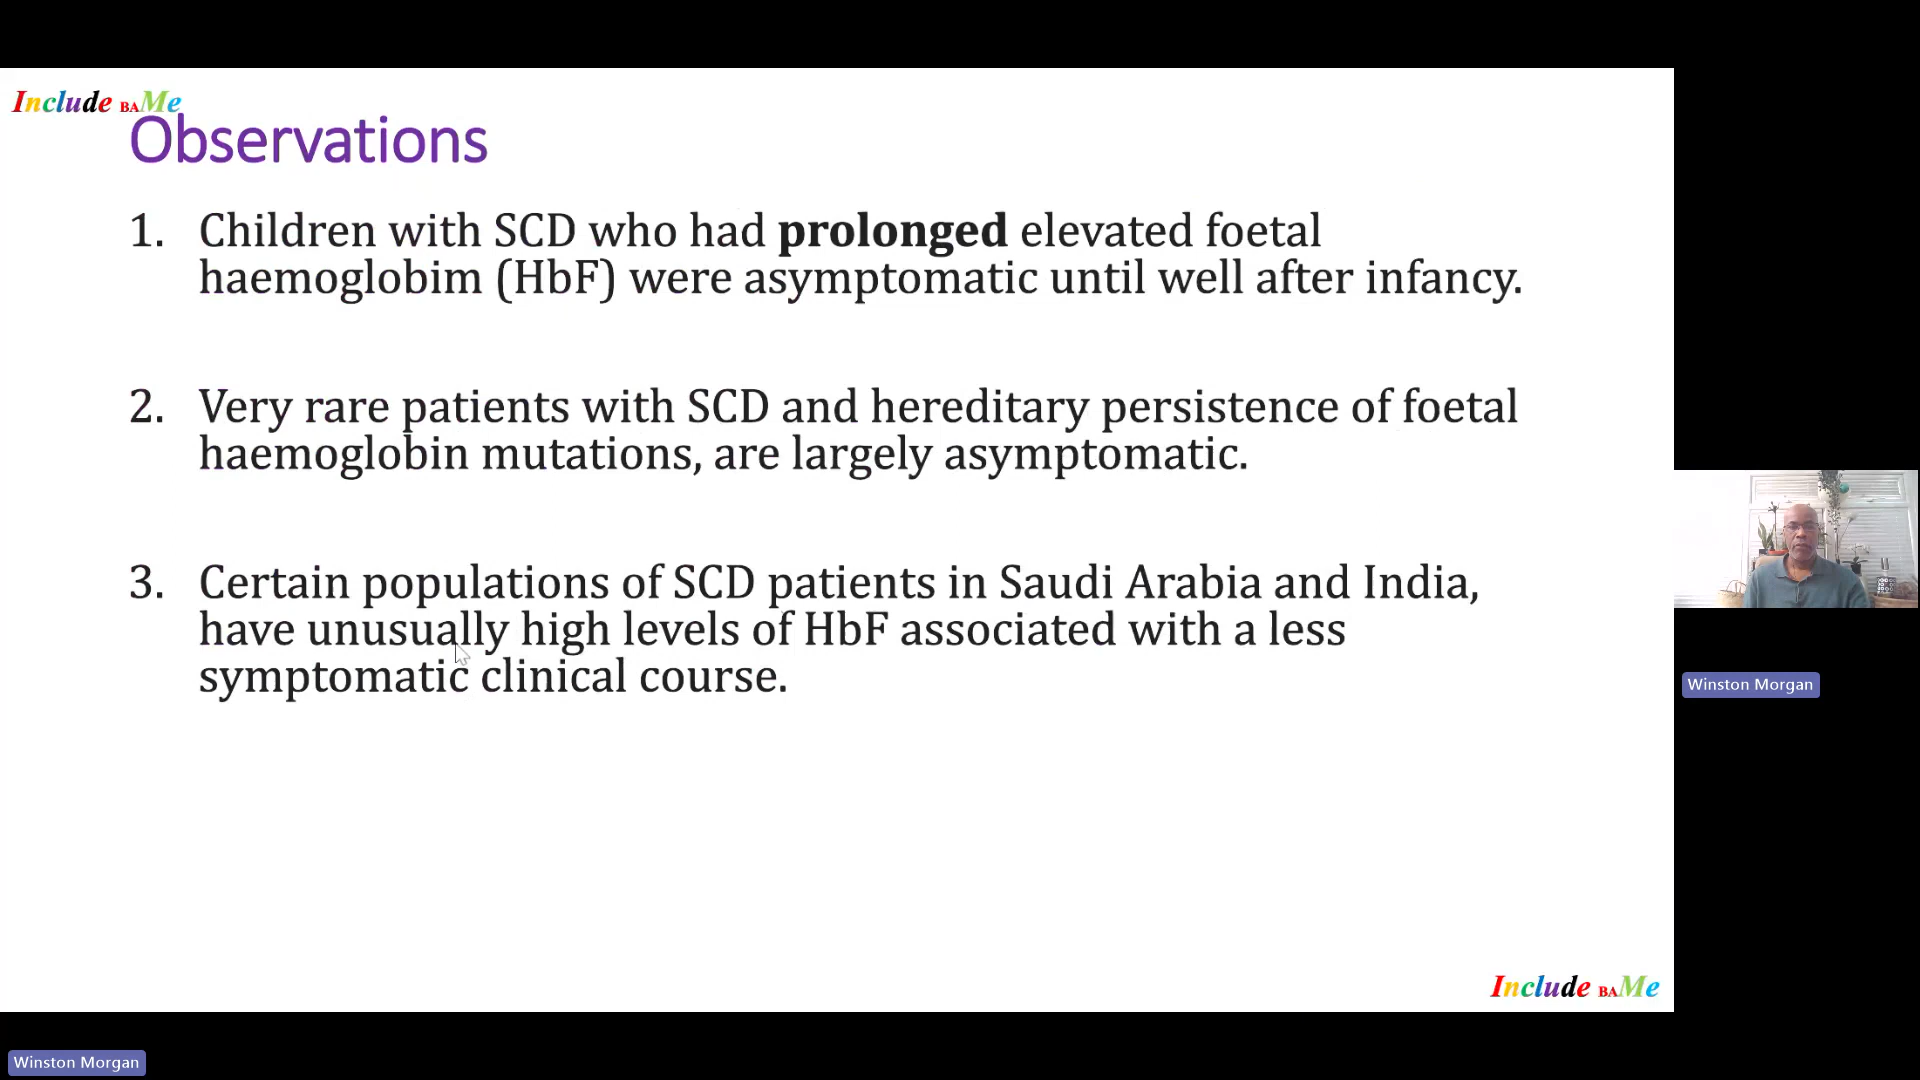 Include BAMe
Observations
1. Children with SCD who had prolonged elevated foetal
haemoglobim (HbF) were asymptomatic until well after infancy.
2. Very rare patients with SCD and hereditary persistence of foetal
haemoglobin mutations, are largely asymptomatic.
3. Certain populations of SCD patients in Saudi Arabia and India,
have unusually high levels of HbF associated with a less
symptomatic clinical course.
Winston Morgan
Include BAMe
Winston Morgan